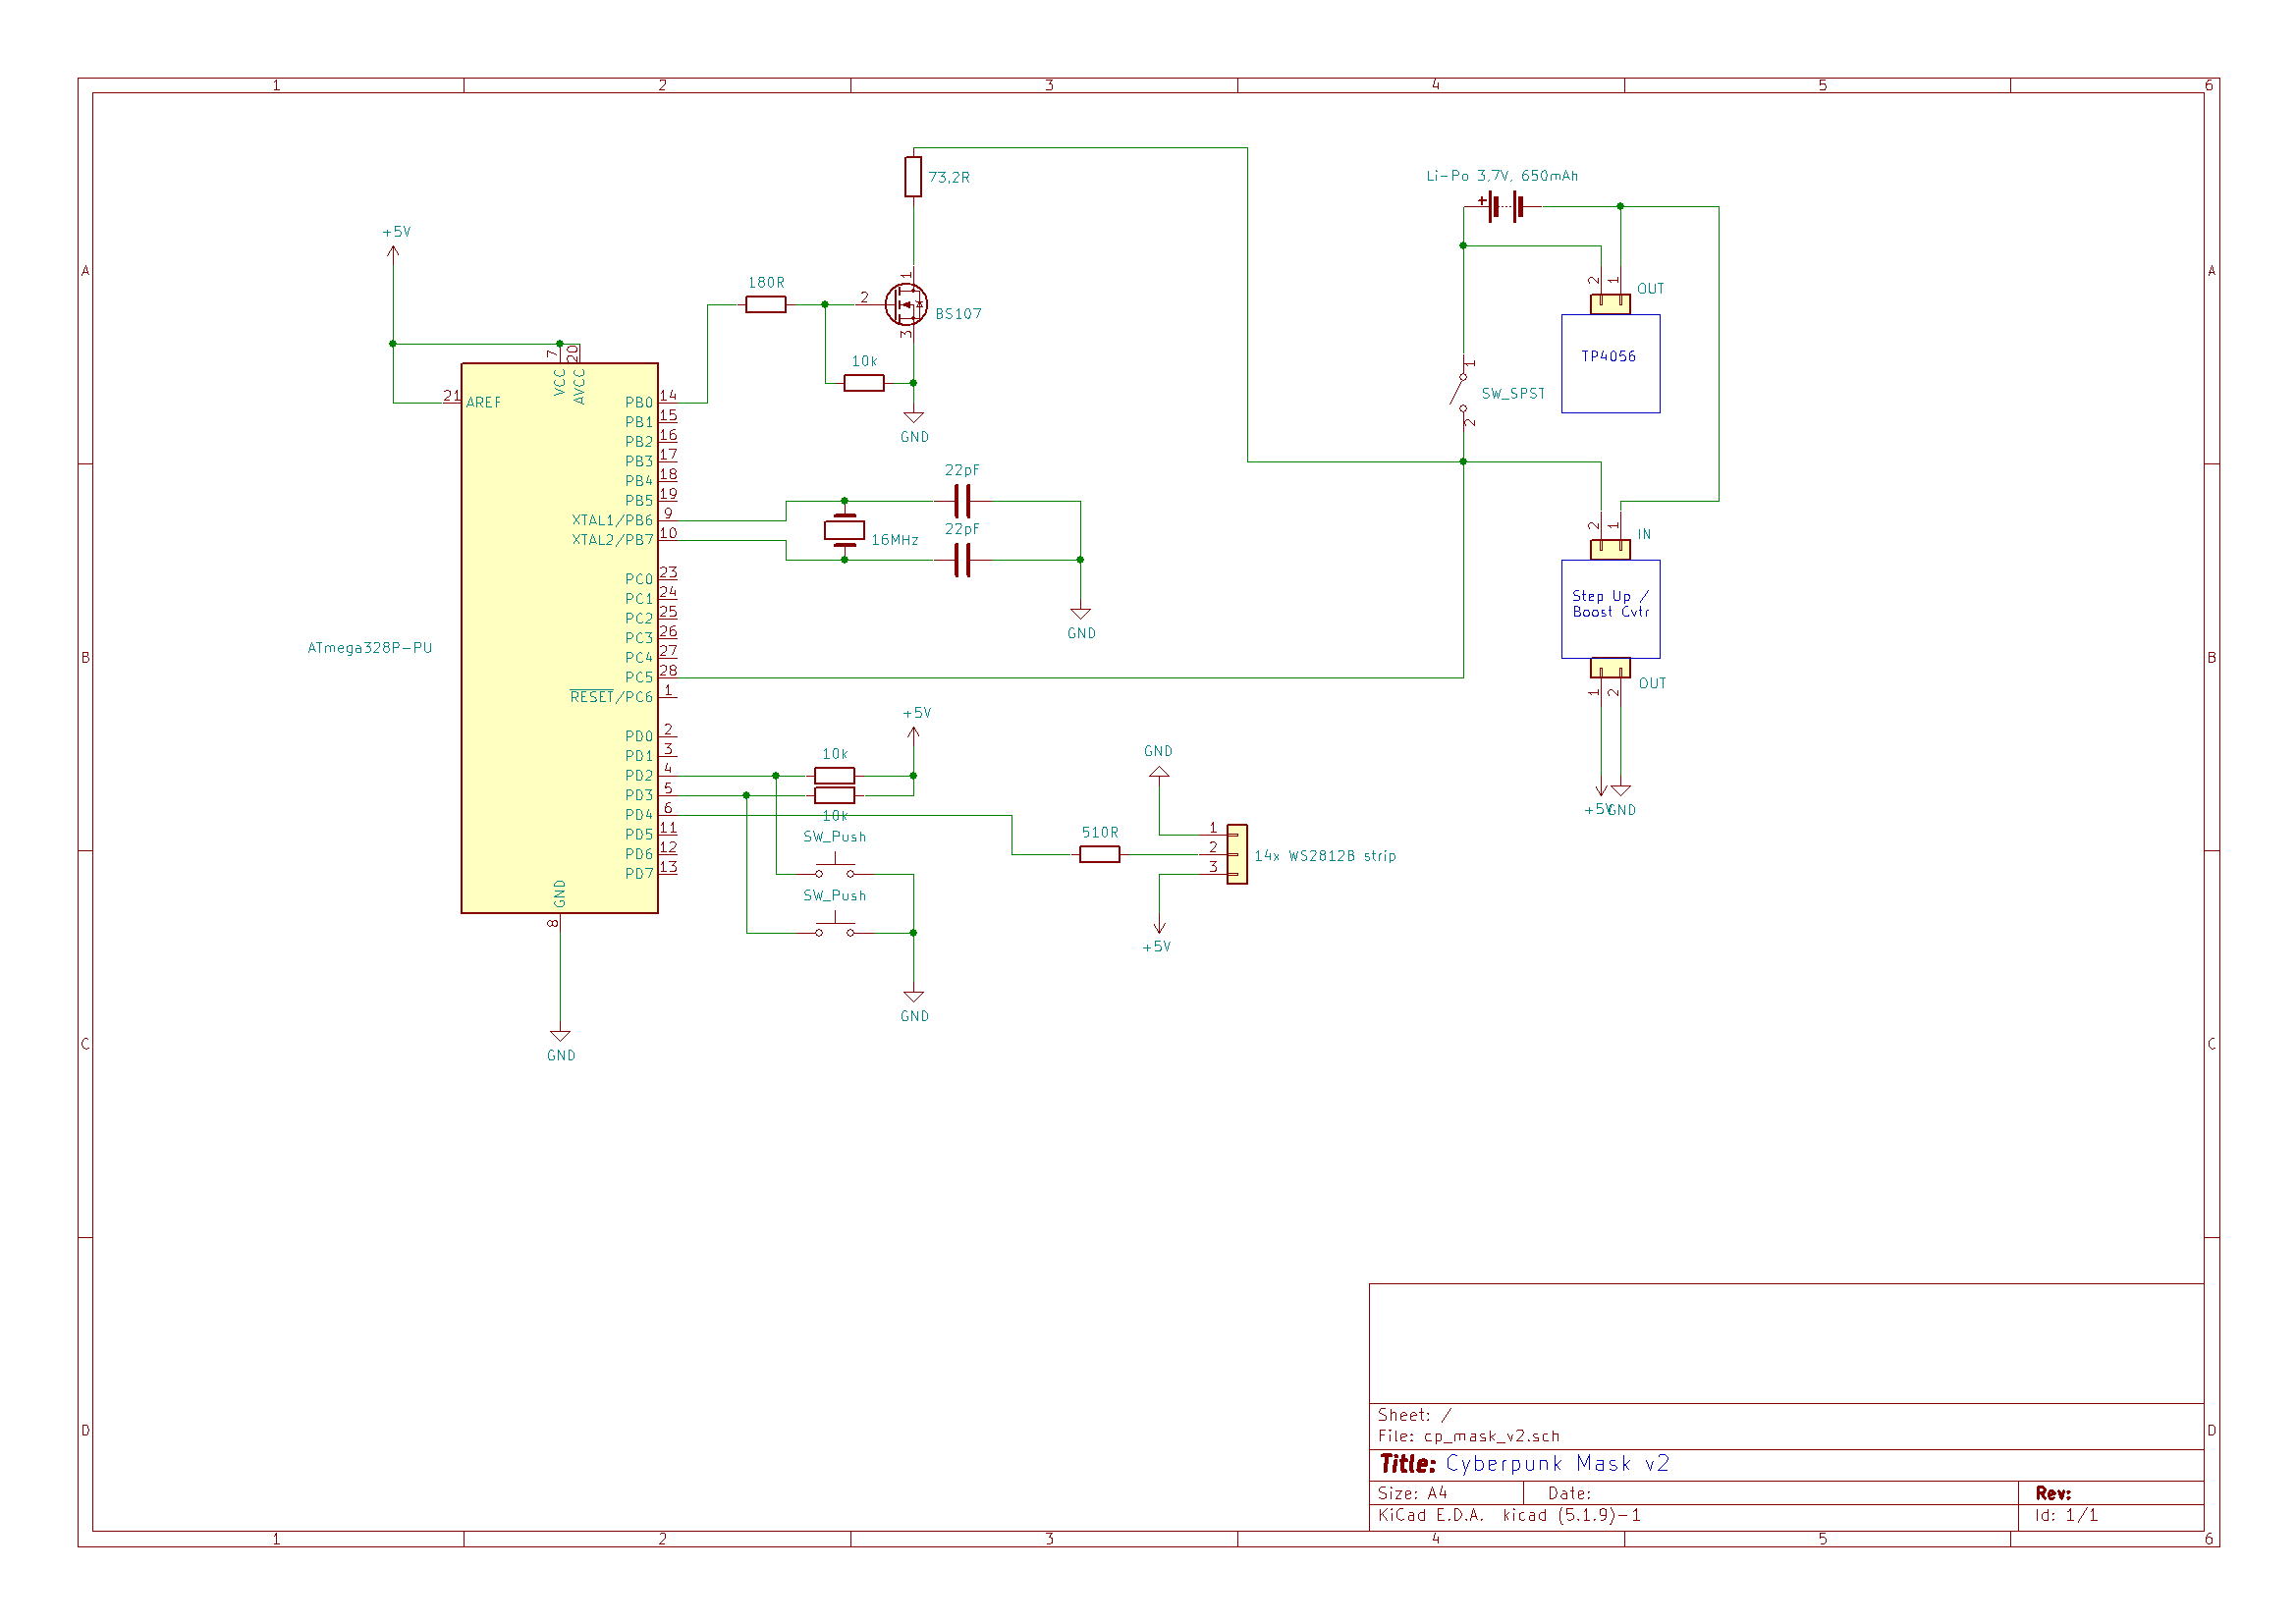 1 2 3 4 5 6
A A
B B
C C
D D
73,2R
Li-Po 3,7V, 650mAh
+
+5V
180R
1
2
BS107
3
10k
GND
2 1
OUT
TP4056
1
SW_SPST
2
7 20
VCC AVCC
21 AREF
PB0 14
PB1 15
PB2 16
PB3 17
PB4 18
PB5 19
XTAL1/PB6 9
XTAL2/PB7 10
PC0 23
PC1 24
PC2 25
PC3 26
PC4 27
PC5 28
RESET/PC6 1
PD0 2
PD1 3
PD2 4
PD3 5
PD4 6
PD5 11
PD6 12
PD7 13
GND
8
GND
ATmega328P-PU
22pF
22pF
16MHz
GND
2 1
IN
Step Up /
Boost Cvtr
OUT
1 2
+5V
GND
+5V
10k
10k
SW_Push
SW_Push
GND
GND
510R
1
2
3
14x WS2812B strip
+5V
Sheet: /
File: cp_mask_v2.sch
Title: Cyberpunk Mask v2
Size: A4 Date: Rev:
KiCad E.D.A. kicad (5.1.9)-1 Id: 1/1
1 2 3 4 5 6